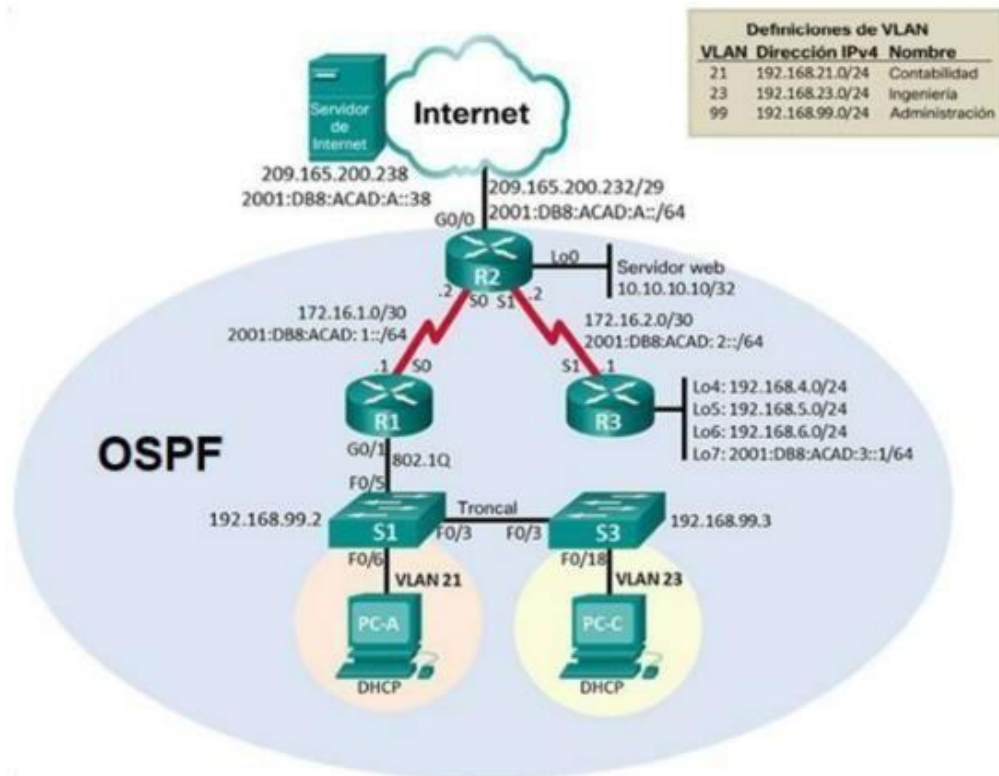 Definiciones de VLAN
VLAN Dirección IPv4 Nombre
21 192.168.21.0/24 Contabilidad
23 192.168.23.0/24 Ingeniería
99 192.168.99.0/24 Administración
Servidor
de
Internet
Internet
209.165.200.238
2001:DB8:ACAD:A::38
209.165.200.232/29
2001:DB8:ACAD:A::/64
G0/0
R2
Lo0
Servidor web
10.10.10.10/32
.2
S0
S1
.2
172.16.1.0/30
2001:DB8:ACAD: 1::/64
172.16.2.0/30
2001:DB8:ACAD: 2::/64
.1
S0
S1
.1
R1
R3
Lo4: 192.168.4.0/24
Lo5: 192.168.5.0/24
Lo6: 192.168.6.0/24
Lo7: 2001:DB8:ACAD:3::1/64
OSPF
G0/1
802.1Q
F0/5
192.168.99.2
S1
Troncal
F0/3
F0/3
S3
192.168.99.3
F0/6
VLAN 21
F0/18
VLAN 23
PC-A
DHCP
PC-C
DHCP